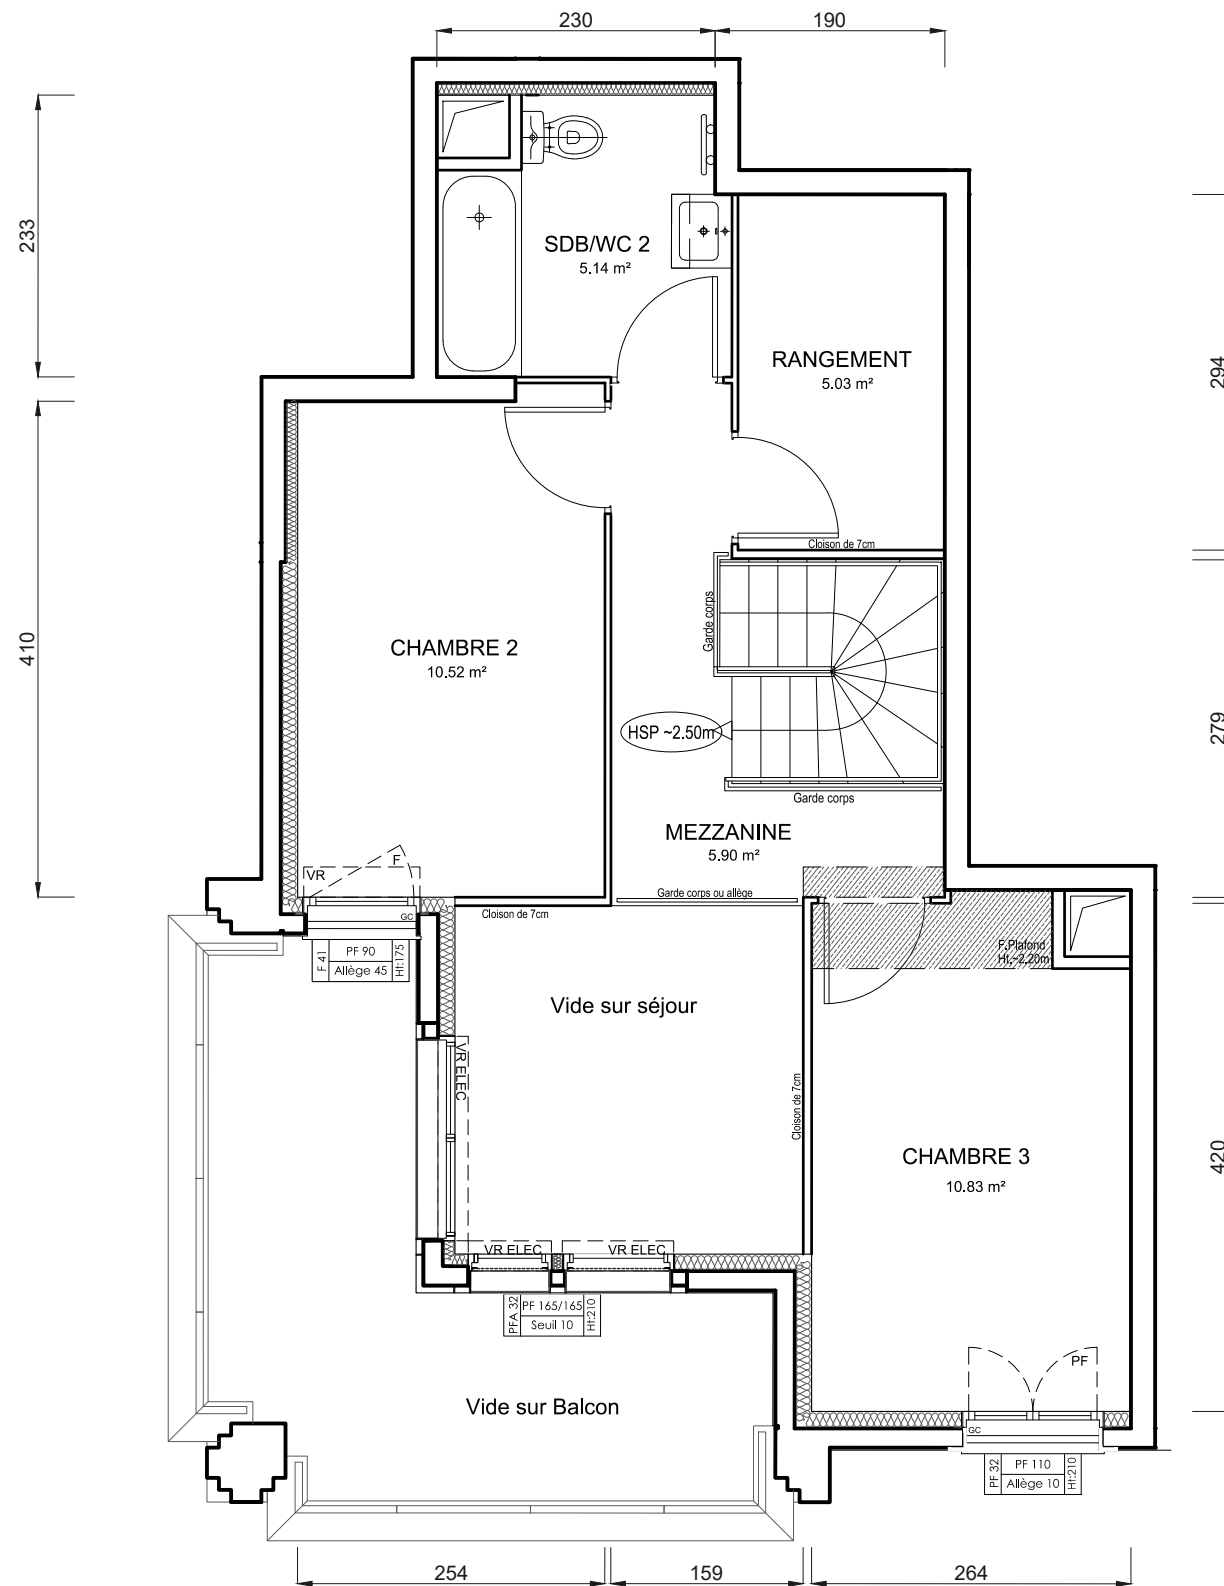 230
190
233
SDB/WC 2
5.14 m²
RANGEMENT
5.03 m²
294
Cloison de 7cm
Garde corps
410
CHAMBRE 2
10.52 m²
HSP ~2.50m
279
Garde corps
MEZZANINE
5.90 m²
VR
F
Garde corps ou allège
Cloison de 7cm
GC
F 41
PF 90
Allège 45
Ht:175
F.Plafond
Ht.~2.20m
Vide sur séjour
VR ELEC
Cloison de 7cm
CHAMBRE 3
10.83 m²
420
VR ELEC
VR ELEC
PFA 32
PF 165/165
Seuil 10
Ht:210
PF
Vide sur Balcon
GC
PF 32
PF 110
Allège 10
Ht:210
254
159
264